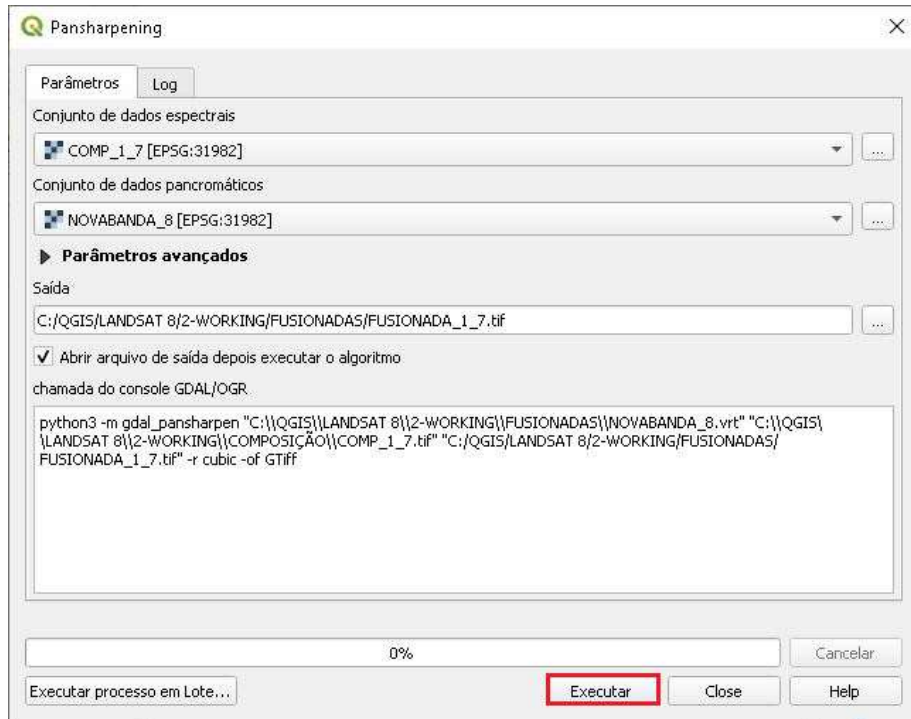 Pansharpening
Parâmetros
Log
Conjunto de dados espectrais
COMP_1_7 [EPSG:31982]
...
Conjunto de dados pancromáticos
NOVABANDA_8 [EPSG:31982]
...
Parâmetros avançados
Saída
C:/QGIS/LANDSAT 8/2-WORKING/FUSIONADAS/FUSIONADA_1_7.tif
...
Abrir arquivo de saída depois executar o algoritmo
chamada do console GDAL/OGR
python3 -m gdal_pansharpen "C:\\QGIS\\LANDSAT 8\\2-WORKING\\FUSIONADAS\\NOVABANDA_8.vrt" "C:\\QGIS\
\LANDSAT 8\\2-WORKING\\COMPOSIÇÃO\\COMP_1_7.tif" "C:/QGIS/LANDSAT 8/2-WORKING/FUSIONADAS/
FUSIONADA_1_7.tif" -r cubic -of GTiff
0%
Cancelar
Executar processo em Lote...
Executar
Close
Help